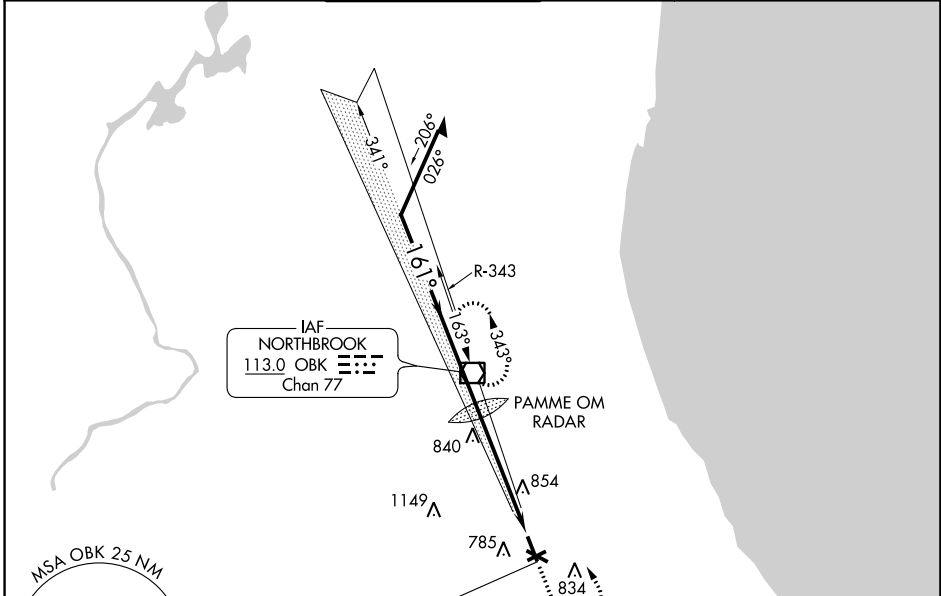 341°
206°
026°
161°
R-343
163°
343°
IAF
NORTHBROOK
113.0 OBK
Chan 77
PAMME OM
RADAR
840
854
1149
785
834
MSA OBK 25 NM